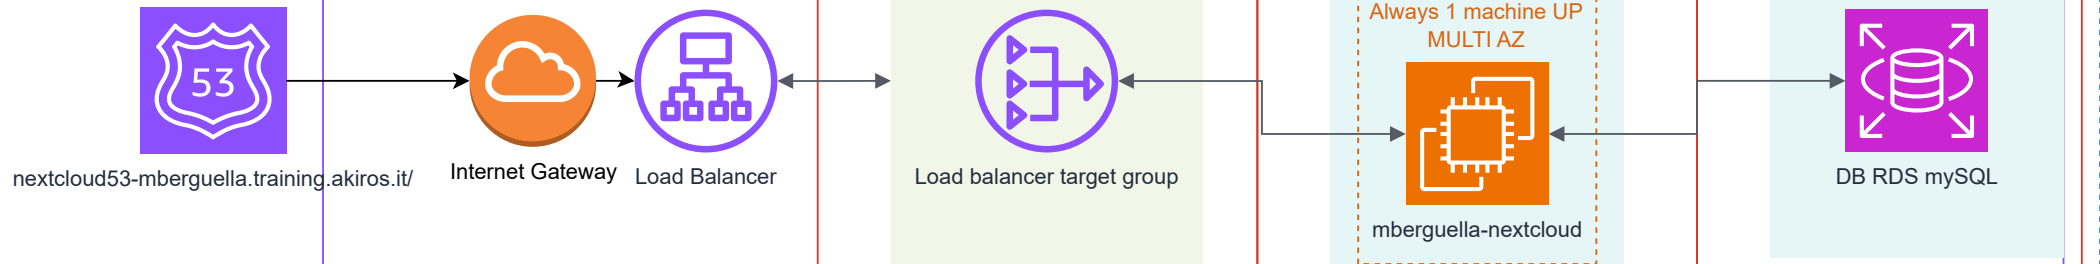 Always 1 machine UP
MULTI AZ
53
nextcloud53-mberguella.training.akiros.it/
Internet Gateway
Load Balancer
Load balancer target group
mberguella-nextcloud
DB RDS mySQL